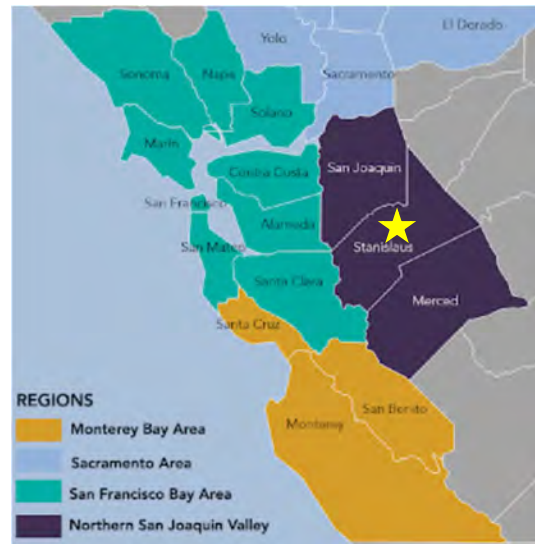 El Dorado
Yolo
Sacramento
Sonoma
Napa
Solano
Marin
Contra Costa
San Joaquin
San Francisco
Alameda
San Mateo
Stanislaus
Santa Clara
Merced
Santa Cruz
San Benito
Monterey
REGIONS
Monterey Bay Area
Sacramento Area
San Francisco Bay Area
Northern San Joaquin Valley